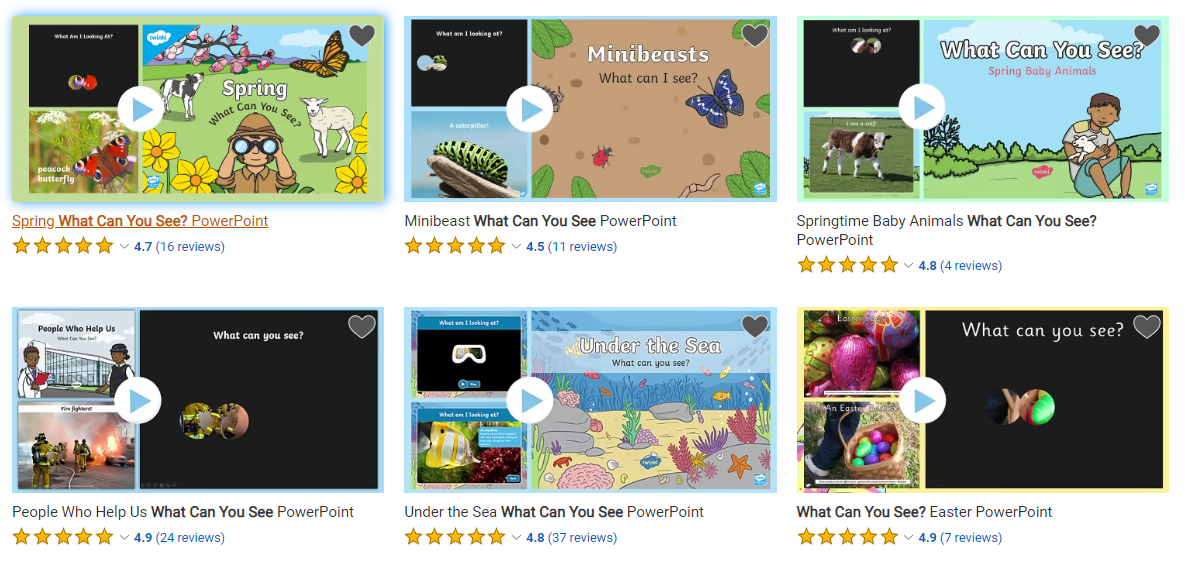 What Am I Looking At?
twinkl
Spring
What Can You See?
peacock
butterfly
Spring What Can You See? PowerPoint
4.7 (16 reviews)
What am I looking at?
Minibeasts
What can I see?
A caterpillar!
twinkl
Minibeast What Can You See PowerPoint
4.5 (11 reviews)
What am I looking at?
What Can You See?
Spring Baby Animals
I am a calf!
twinkl
Springtime Baby Animals What Can You See?
PowerPoint
4.8 (4 reviews)
People Who Help Us
What Can You See?
What can you see?
Fire fighters!
People Who Help Us What Can You See PowerPoint
4.9 (24 reviews)
What am I looking at?
Under the Sea
What can you see?
What am I looking at?
twinkl
Under the Sea What Can You See PowerPoint
4.8 (37 reviews)
Easter
What can you see?
An Easter
What Can You See? Easter PowerPoint
4.9 (7 reviews)